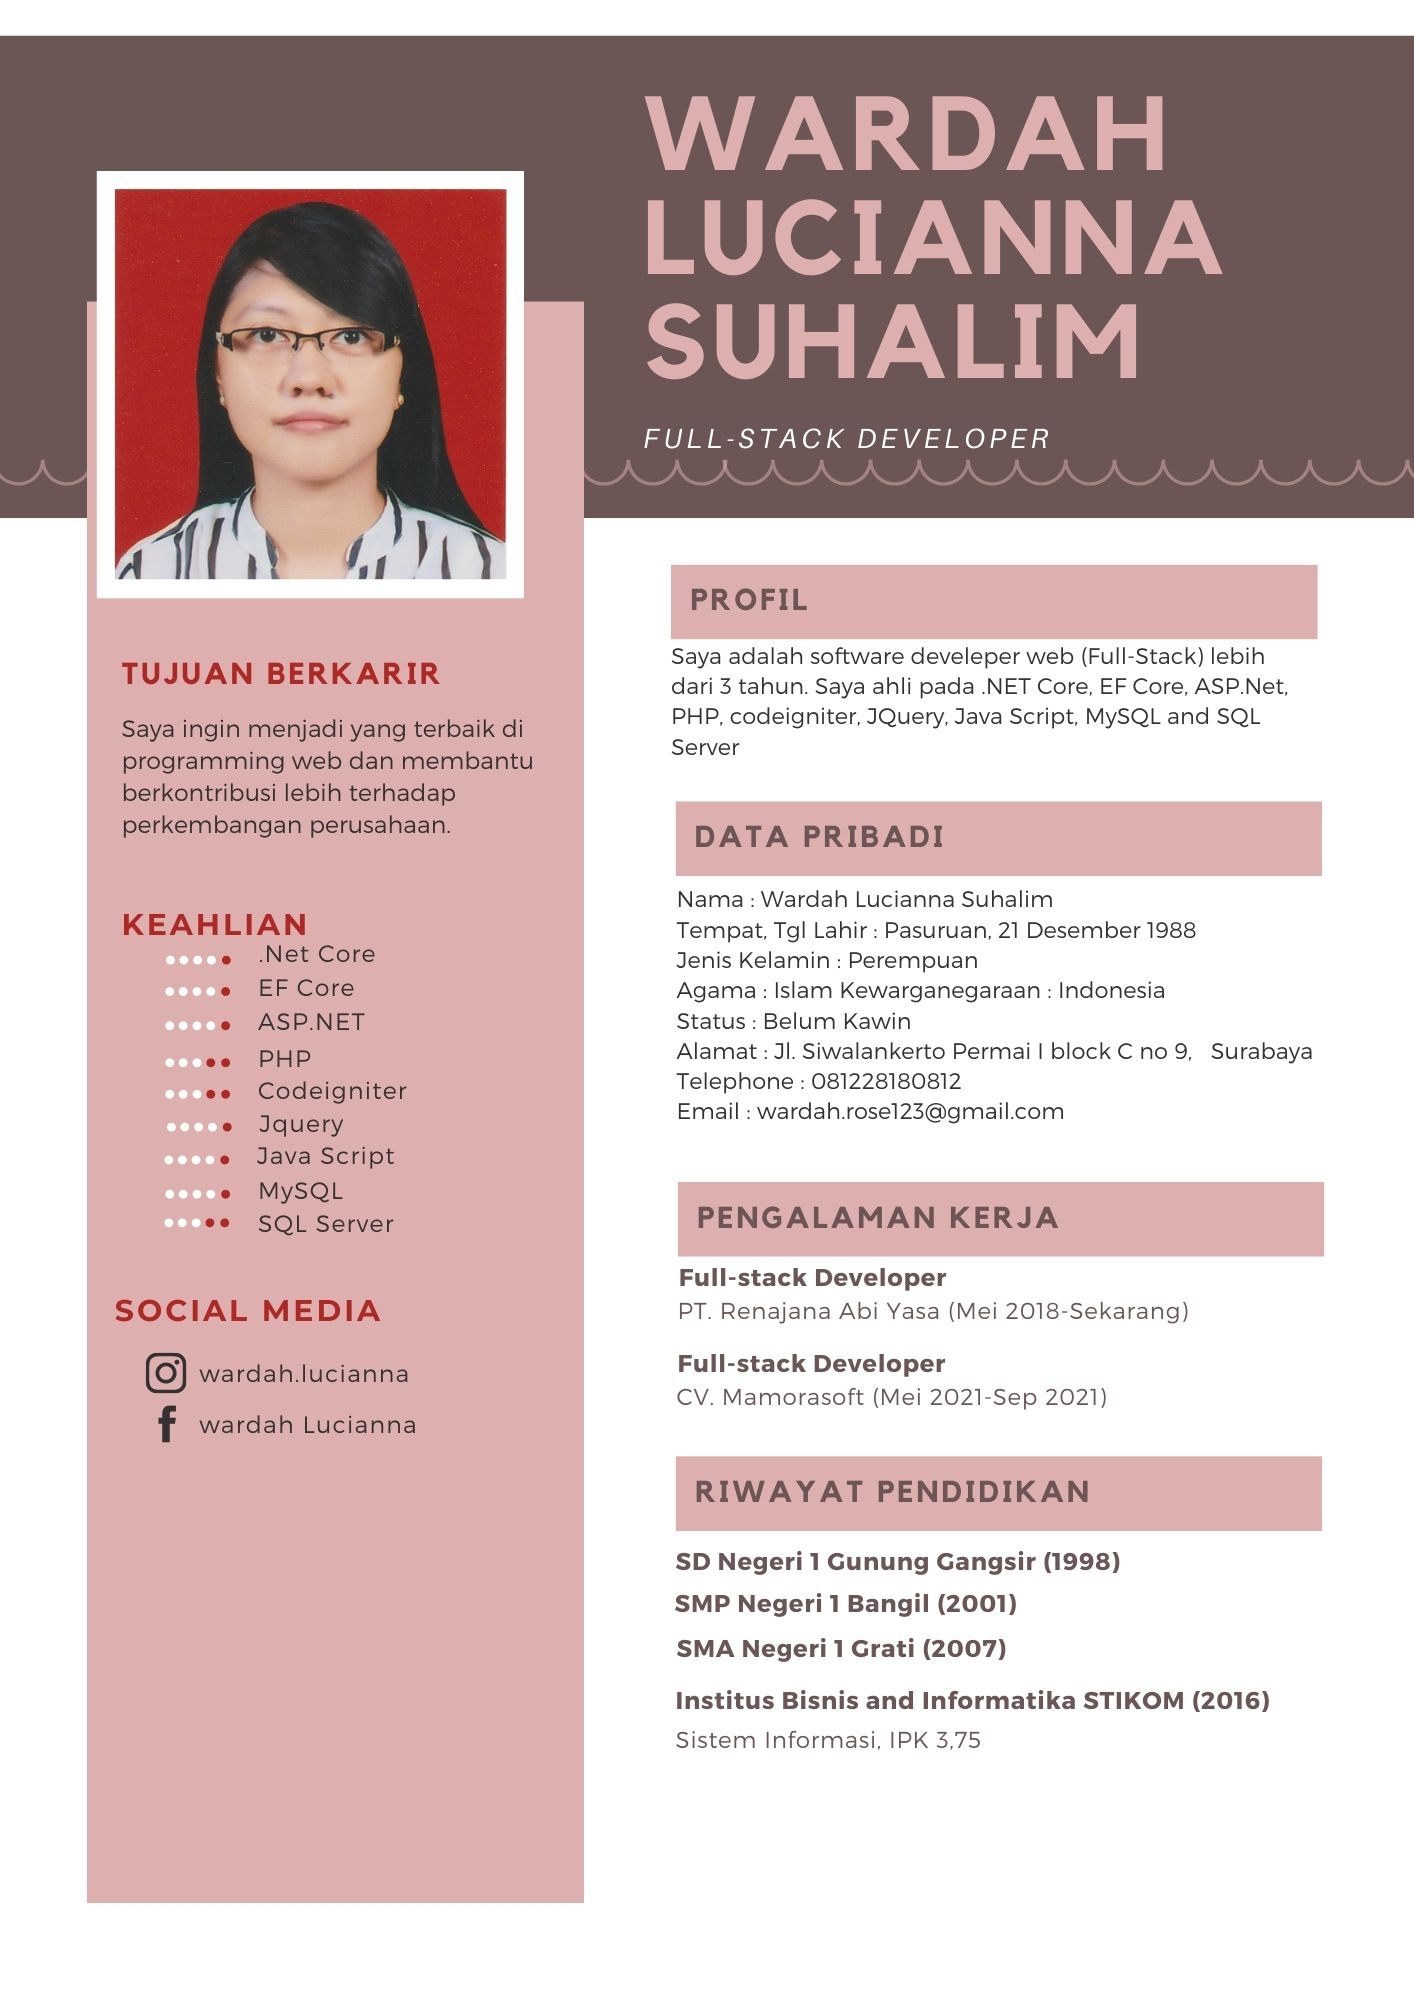 WARDAH
LUCIANNA
SUHALIM
FULL-STACK DEVELOPER
TUJUAN BERKARIR
Saya ingin menjadi yang terbaik di
programming web dan membantu
berkontribusi lebih terhadap
perkembangan perusahaan.
KEAHLIAN
.Net Core
EF Core
ASP.NET
PHP
Codeigniter
Jquery
Java Script
MySQL
SQL Server
SOCIAL MEDIA
wardah.lucianna
wardah Lucianna
PROFIL
Saya adalah software develeper web (Full-Stack) lebih
dari 3 tahun. Saya ahli pada .NET Core, EF Core, ASP.Net,
PHP, codeigniter, JQuery, Java Script, MySQL and SQL
Server
DATA PRIBADI
Nama : Wardah Lucianna Suhalim
Tempat, Tgl Lahir : Pasuruan, 21 Desember 1988
Jenis Kelamin : Perempuan
Agama : Islam Kewarganegaraan : Indonesia
Status : Belum Kawin
Alamat : Jl. Siwalankerto Permai I block C no 9,   Surabaya
Telephone : 081228180812
Email : wardah.rose123@gmail.com
PENGALAMAN KERJA
Full-stack Developer
PT. Renajana Abi Yasa (Mei 2018-Sekarang)
Full-stack Developer
CV. Mamorasoft (Mei 2021-Sep 2021)
RIWAYAT PENDIDIKAN
SD Negeri 1 Gunung Gangsir (1998)
SMP Negeri 1 Bangil (2001)
SMA Negeri 1 Grati (2007)
Institus Bisnis and Informatika STIKOM (2016)
Sistem Informasi, IPK 3,75